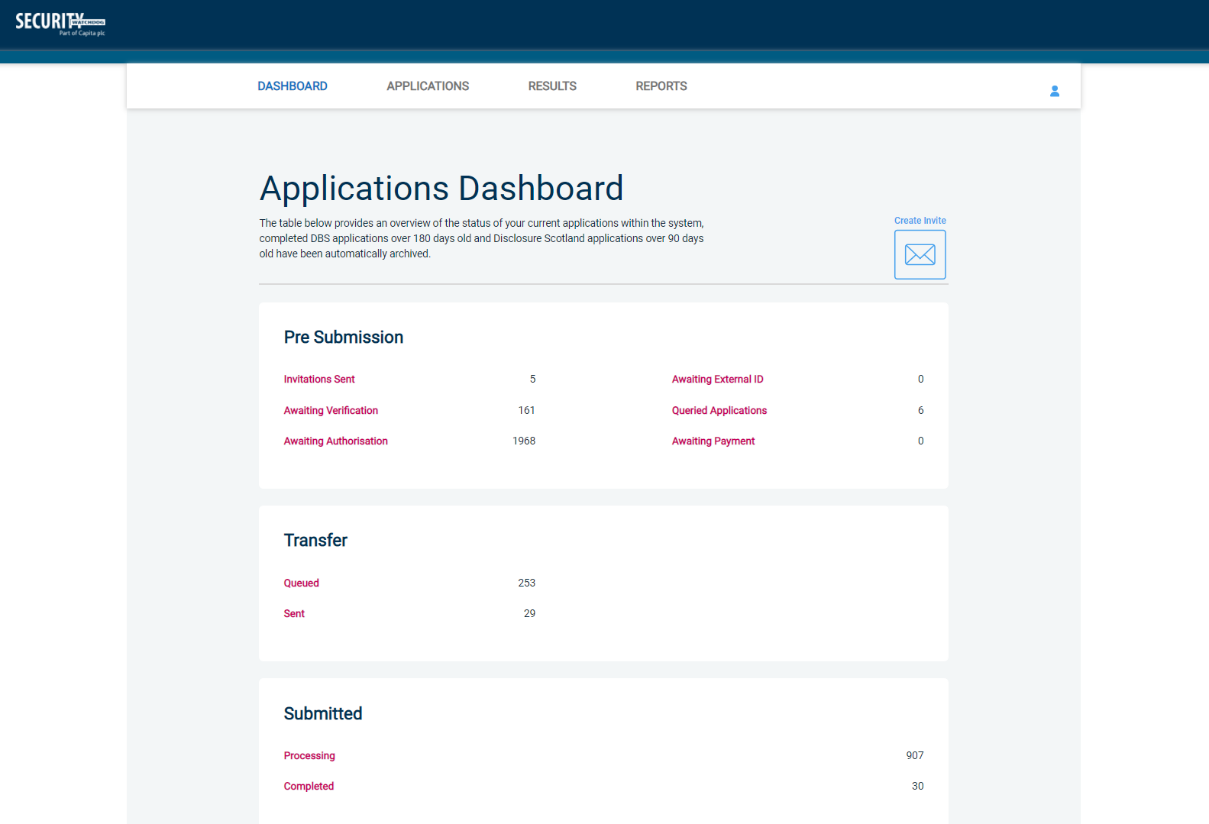 SECURITY WATCHDOG
Part of Capita plc
DASHBOARD APPLICATIONS RESULTS REPORTS
Applications Dashboard
The table below provides an overview of the status of your current applications within the system,
completed DBS applications over 180 days old and Disclosure Scotland applications over 90 days
old have been automatically archived.
Create Invite
Pre Submission
Invitations Sent 5 Awaiting External ID 0
Awaiting Verification 161 Queried Applications 6
Awaiting Authorisation 1968 Awaiting Payment 0
Transfer
Queued 253
Sent 29
Submitted
Processing 907
Completed 30